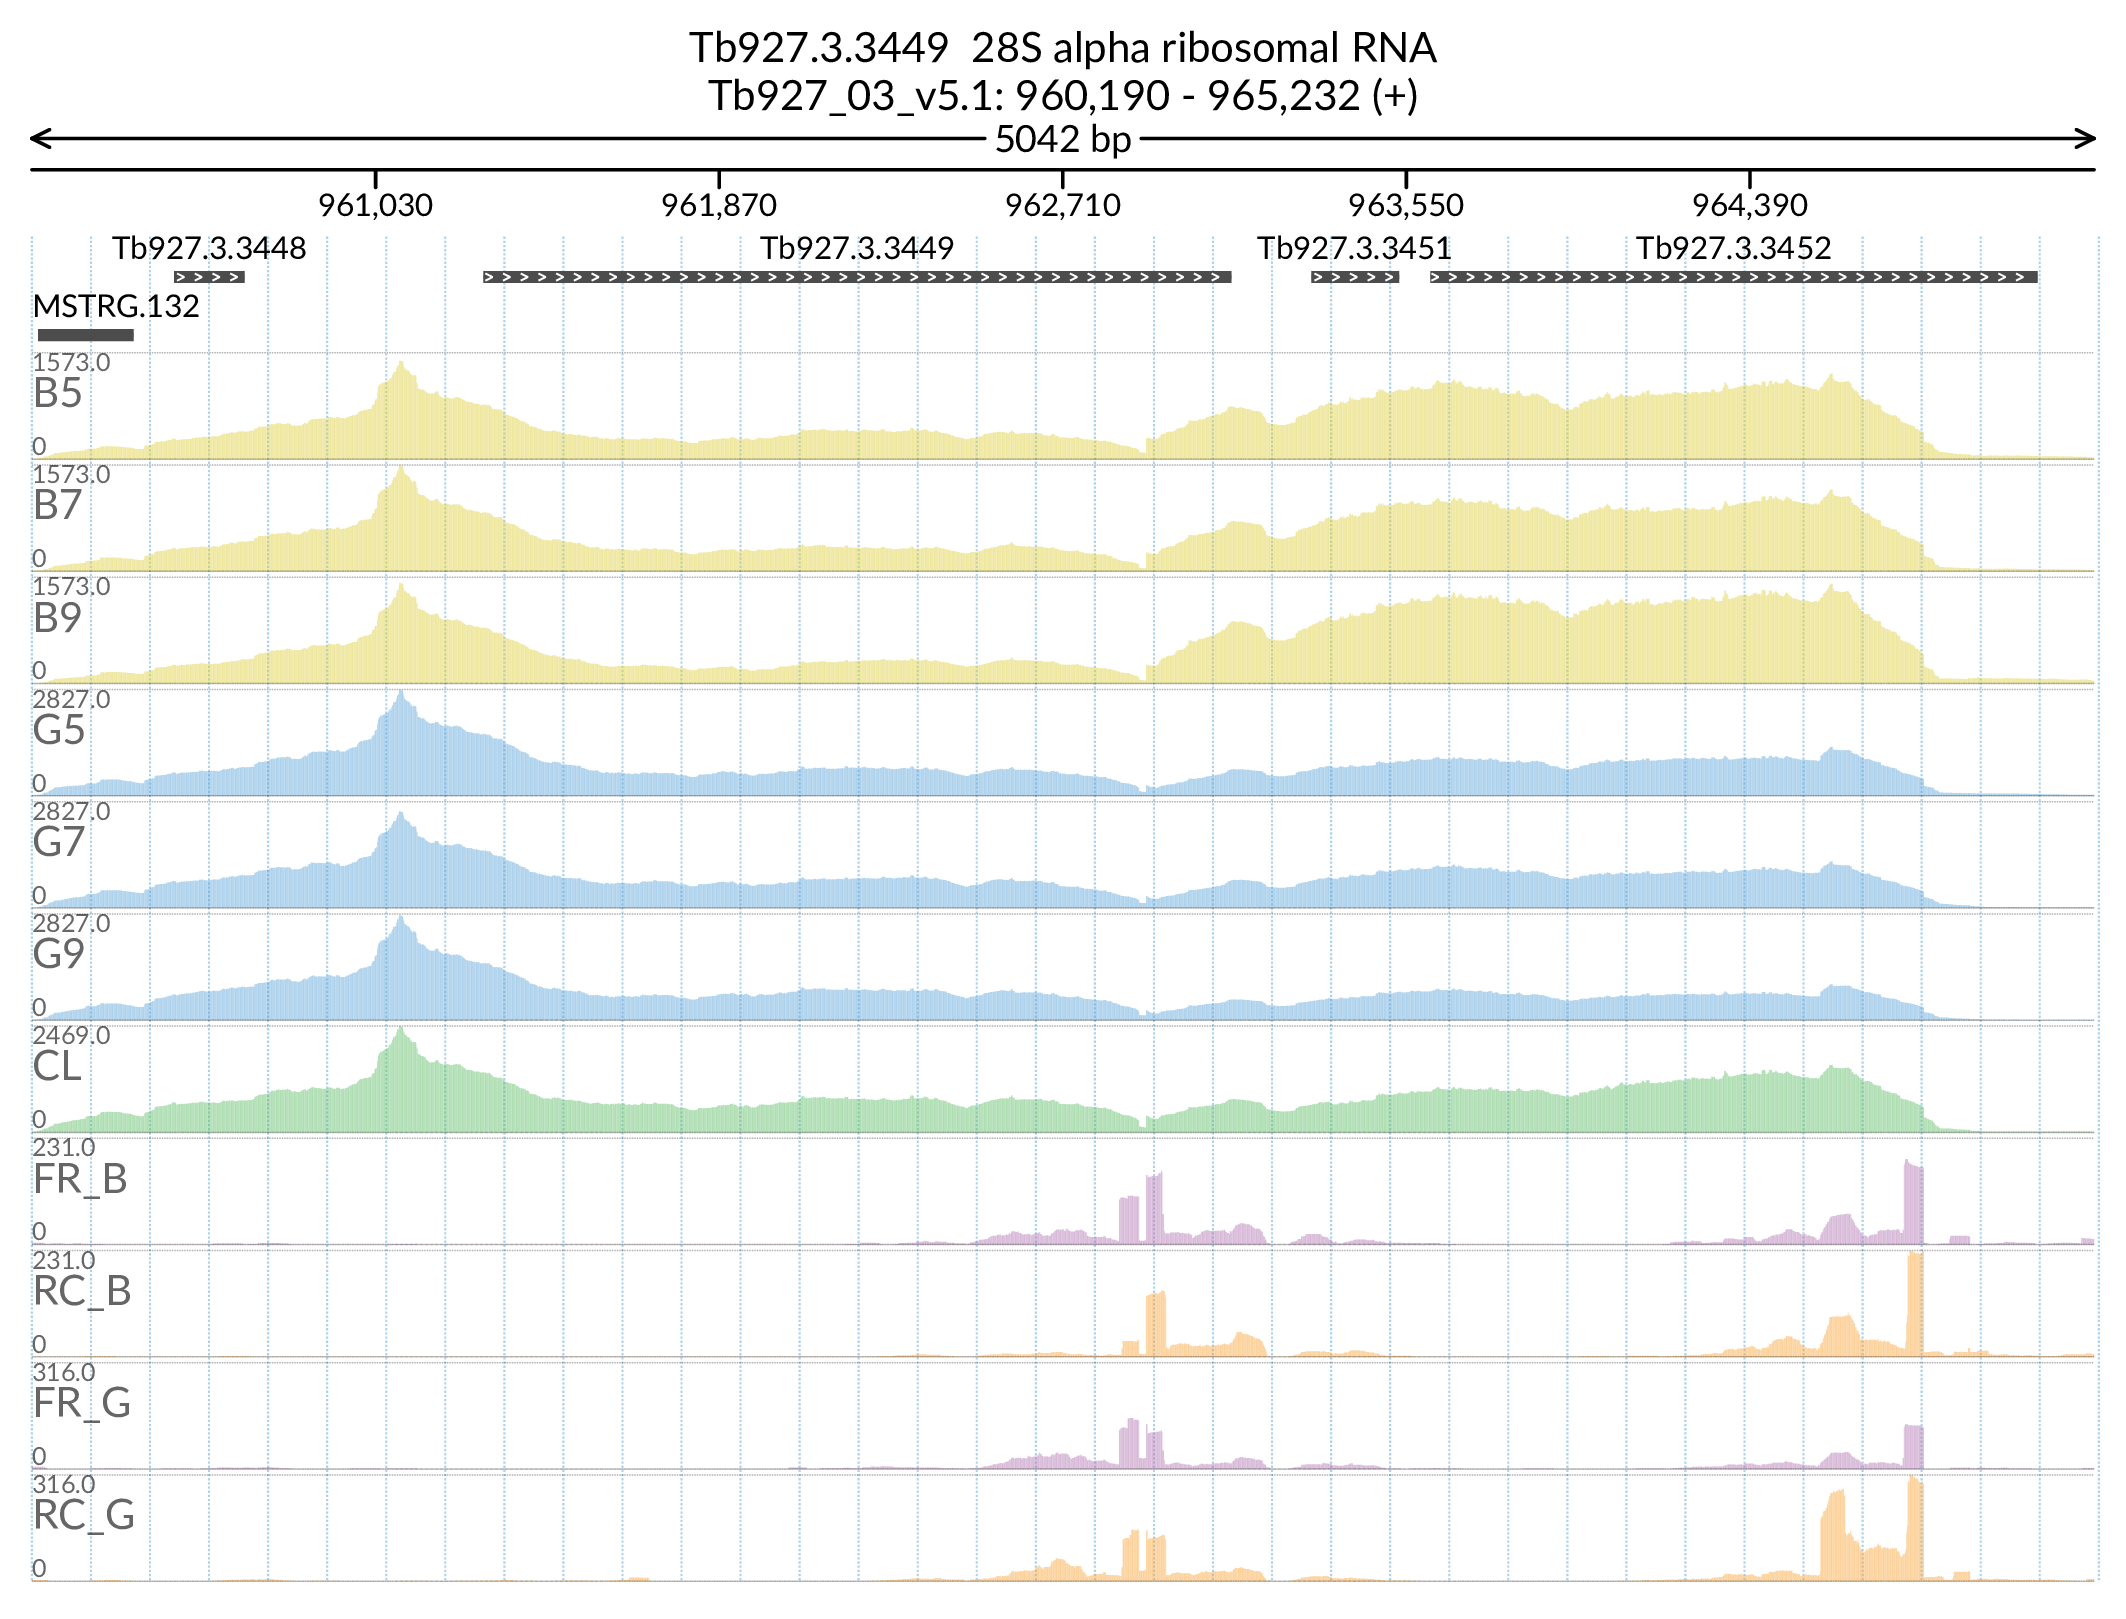 Tb927.3.3449  28S alpha ribosomal RNA
Tb927_03_v5.1: 960,190 - 965,232 (+)
5042 bp
961,030 961,870 962,710 963,550 964,390
Tb927.3.3448 Tb927.3.3449 Tb927.3.3451 Tb927.3.3452
MSTRG.132
1573.0
B5
0
1573.0
B7
0
1573.0
B9
0
2827.0
G5
0
2827.0
G7
0
2827.0
G9
0
2469.0
CL
0
231.0
FR_B
0
231.0
RC_B
0
316.0
FR_G
0
316.0
RC_G
0